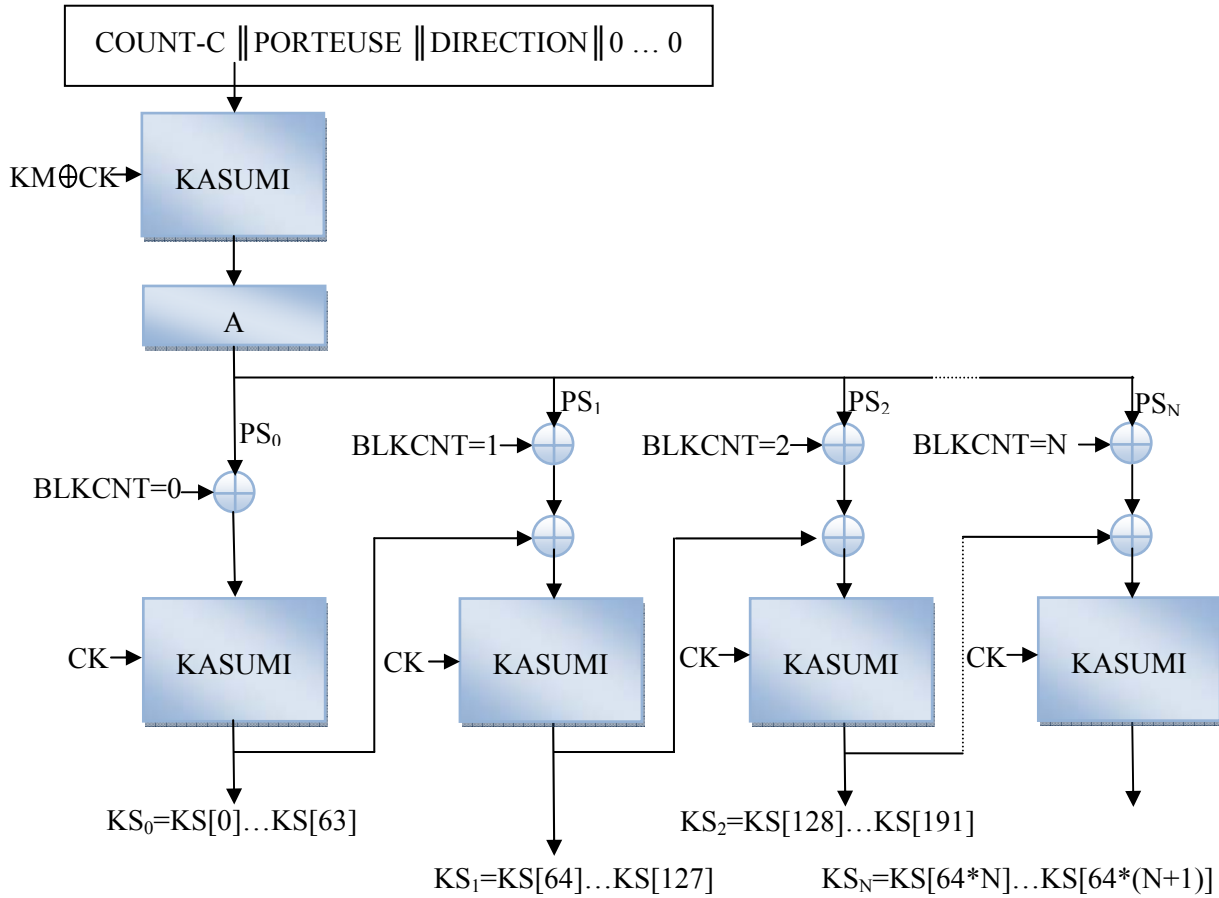 COUNT-C ‖PORTEUSE ‖DIRECTION‖0 … 0
KM⊕CK
KASUMI
A
PS₀
PS₁
PS₂
PS_N
BLKCNT=0
BLKCNT=1
BLKCNT=2
BLKCNT=N
CK
KASUMI
CK
KASUMI
CK
KASUMI
CK
KASUMI
KS₀=KS[0]…KS[63]
KS₂=KS[128]…KS[191]
KS₁=KS[64]…KS[127]
KS_N=KS[64*N]…KS[64*(N+1)]